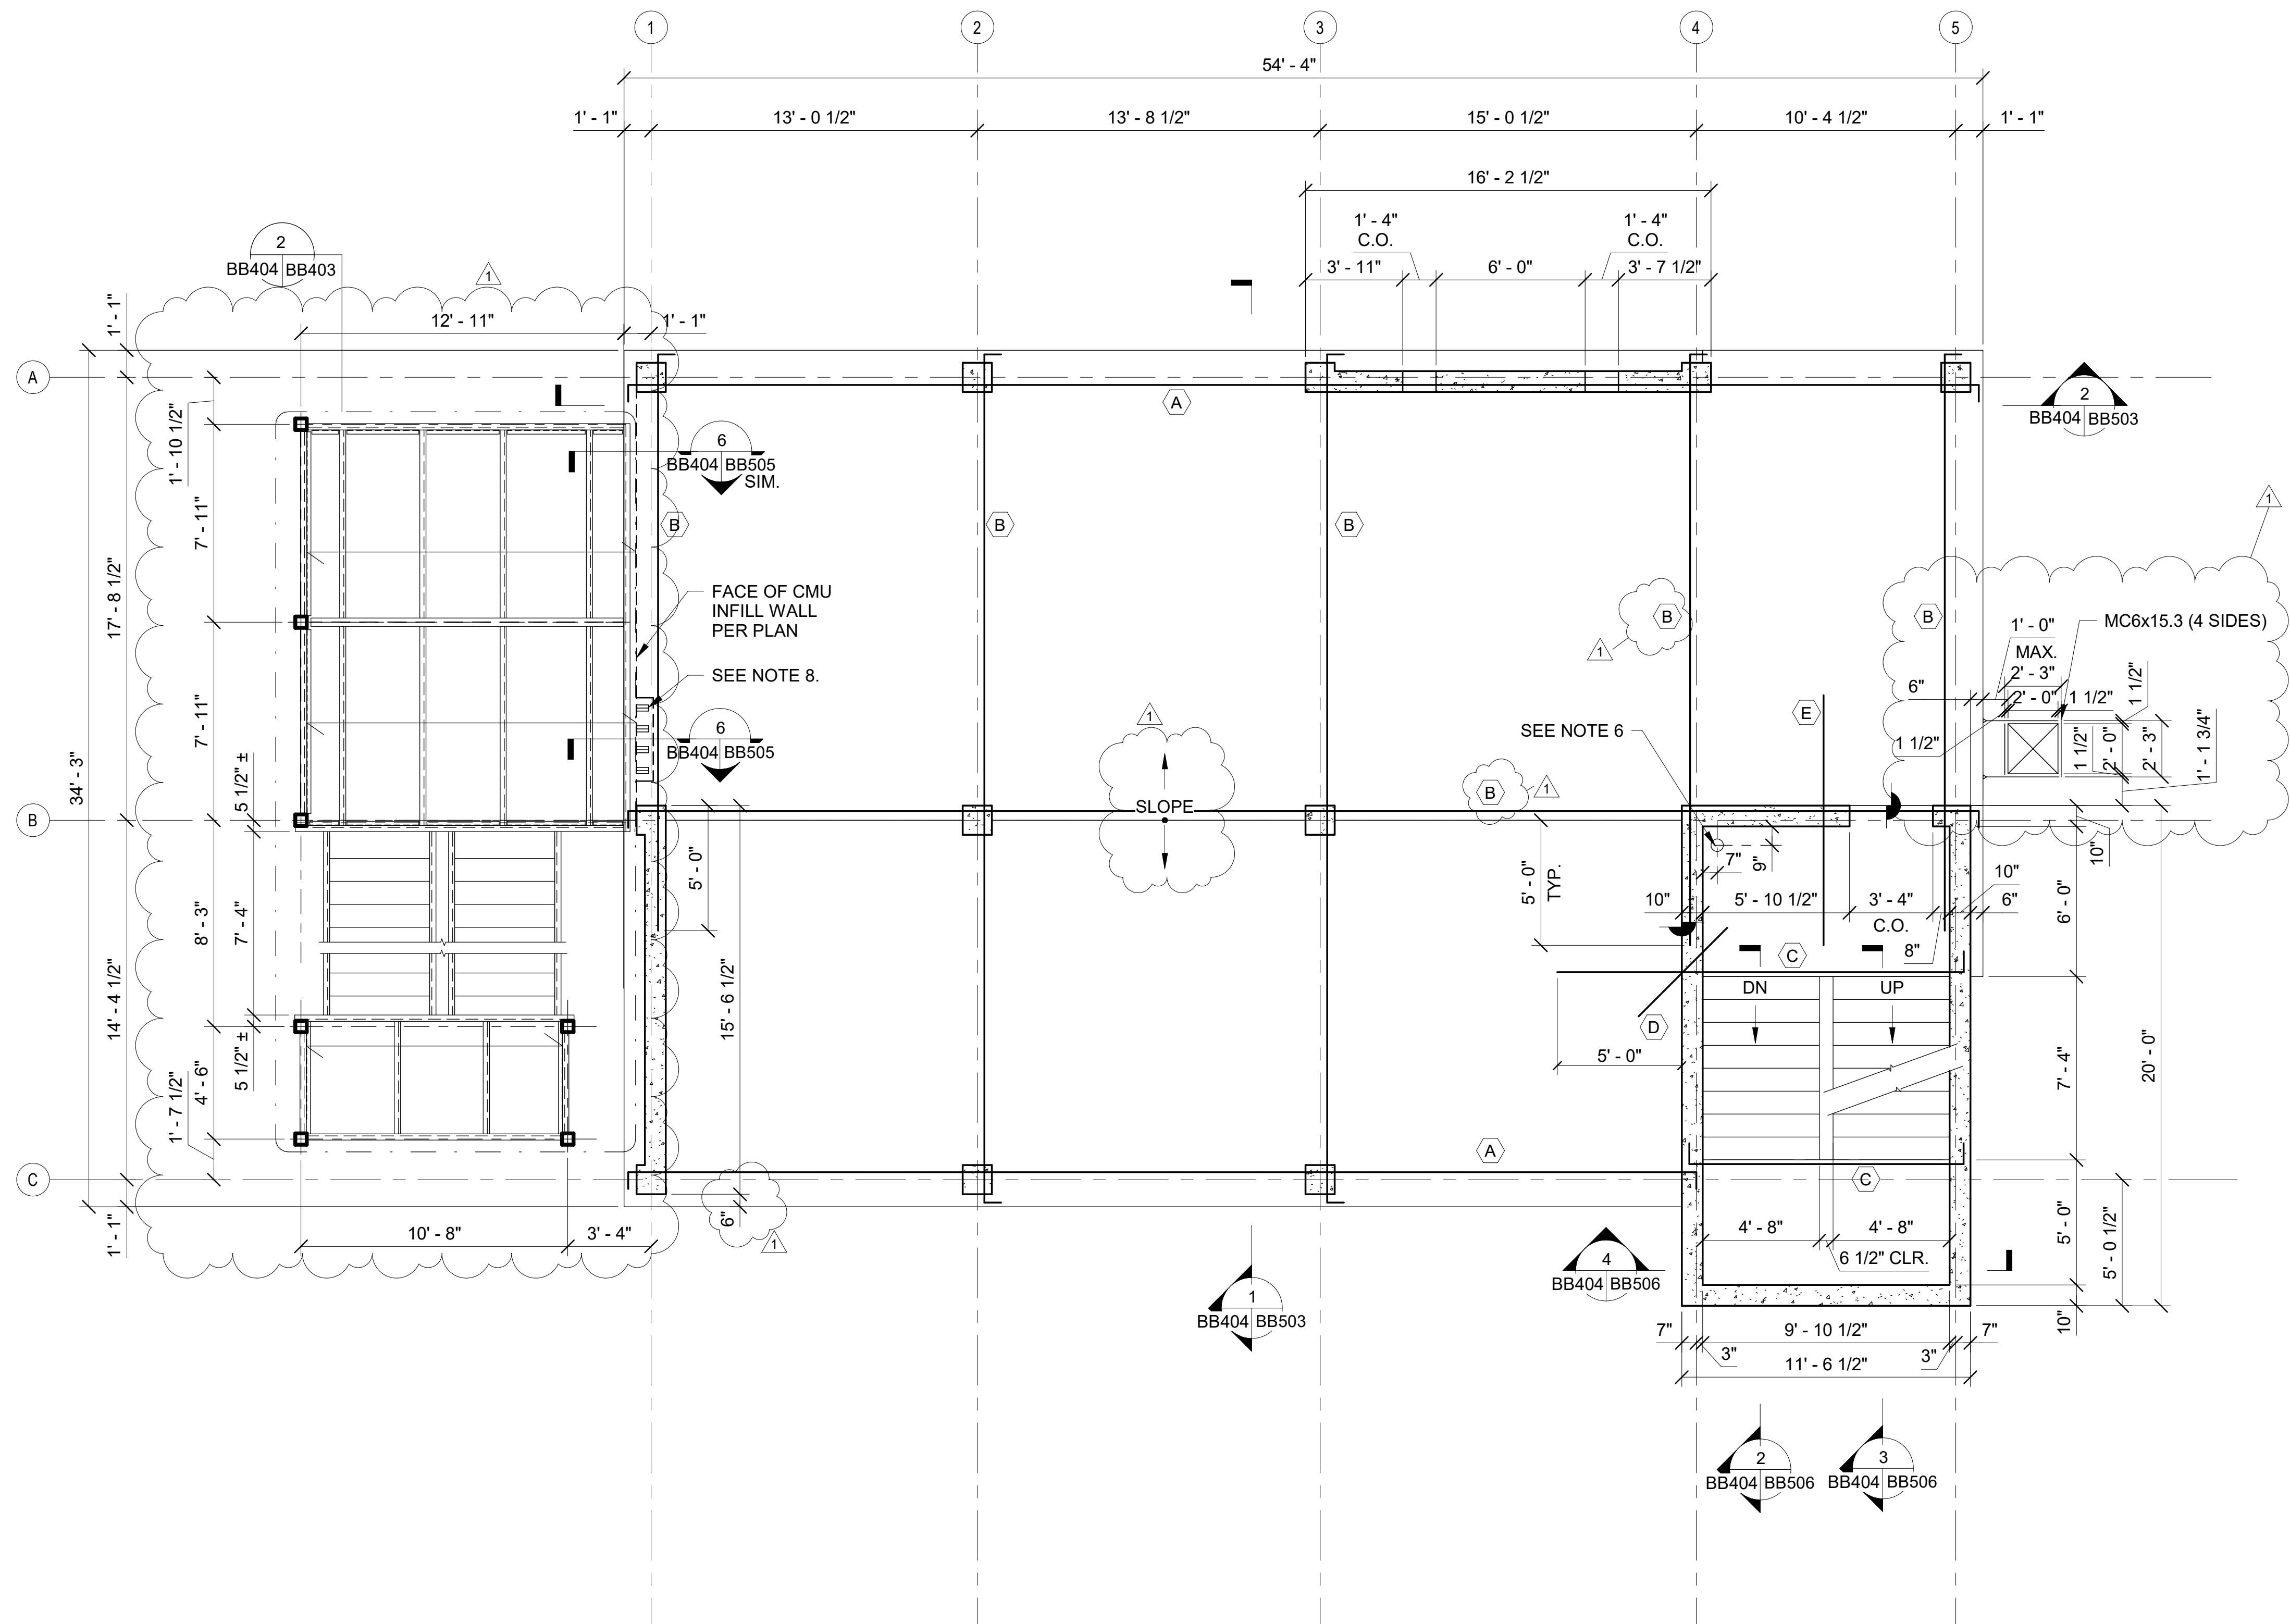 1
2
3
4
5
54' - 4"
1' - 1"
13' - 0 1/2"
13' - 8 1/2"
15' - 0 1/2"
10' - 4 1/2"
1' - 1"
16' - 2 1/2"
1' - 4"
C.O.
1' - 4"
C.O.
3' - 11"
6' - 0"
3' - 7 1/2"
2
BB404 BB403
1
12' - 11"
1' - 1"
1' - 1"
A
2
BB404 BB503
A
1' - 10 1/2"
7' - 11"
17' - 8 1/2"
7' - 11"
34' - 3"
6
BB404 BB505
SIM.
B
B
B
FACE OF CMU
INFILL WALL
PER PLAN
SEE NOTE 8.
6
BB404 BB505
1
SLOPE
B
1
B
1
SEE NOTE 6
E
B
1
MC6x15.3 (4 SIDES)
1' - 0"
MAX.
2' - 3"
6"
2' - 0"
1 1/2"
1 1/2"
1 1/2"
1 1/2"
2' - 0"
2' - 3"
1' - 1 3/4"
B
5 1/2" ±
8' - 3"
7' - 4"
14' - 4 1/2"
5 1/2" ±
4' - 6"
1' - 7 1/2"
5' - 0"
15' - 6 1/2"
6"
1
5' - 0"
TYP.
7"
9"
10"
5' - 10 1/2"
3' - 4"
C.O.
8"
10"
6"
10"
6' - 0"
C
DN
UP
D
5' - 0"
7' - 4"
20' - 0"
A
C
C
1' - 1"
10' - 8"
3' - 4"
4' - 8"
4' - 8"
6 1/2" CLR.
5' - 0"
5' - 0 1/2"
10"
4
BB404 BB506
1
BB404 BB503
7"
9' - 10 1/2"
7"
3"
3"
11' - 6 1/2"
2
BB404 BB506
3
BB404 BB506